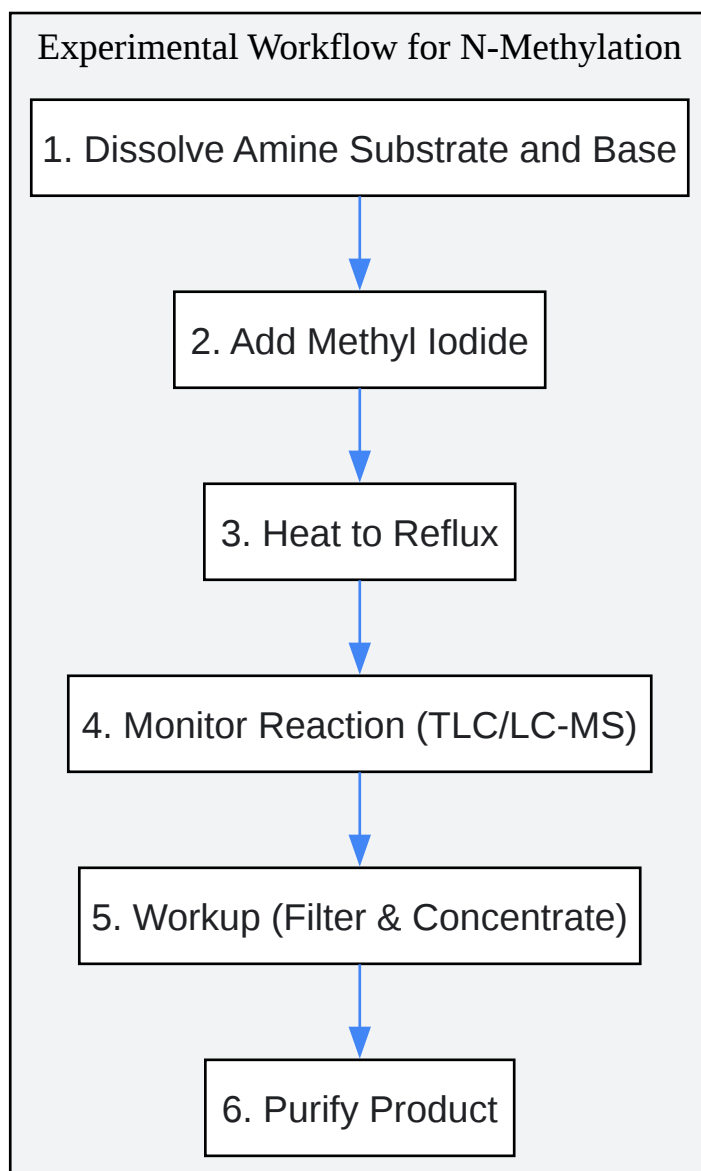 Experimental Workflow for N-Methylation
1. Dissolve Amine Substrate and Base
2. Add Methyl Iodide
3. Heat to Reflux
4. Monitor Reaction (TLC/LC-MS)
5. Workup (Filter & Concentrate)
6. Purify Product